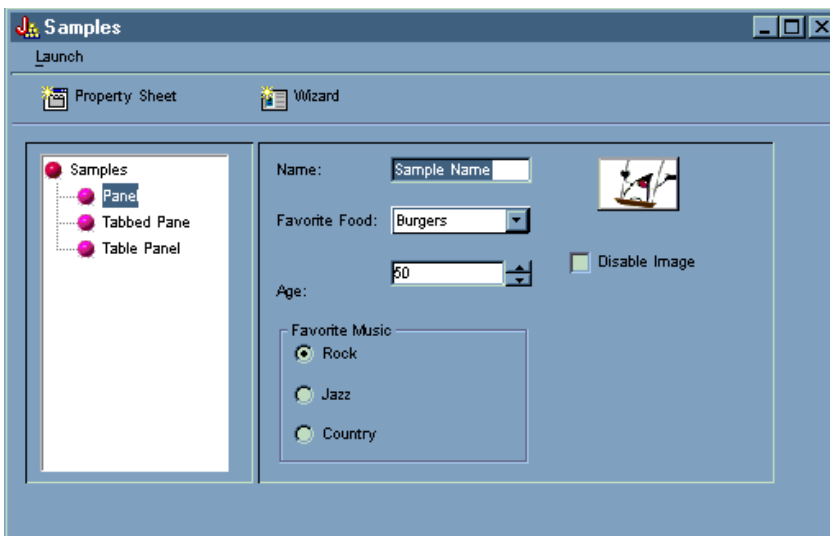 Samples
Launch
Property Sheet
Wizard
Samples
Panel
Tabbed Pane
Table Panel
Name:
Sample Name
Favorite Food:
Burgers
Age:
50
Disable Image
Favorite Music
Rock
Jazz
Country